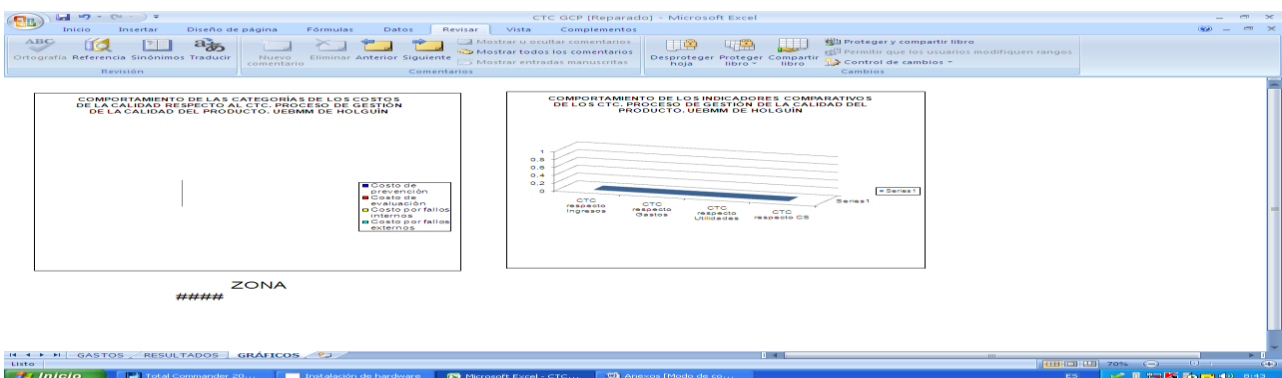 CTC GCP [Reparado] - Microsoft Excel
Inicio Insertar Diseño de página Fórmulas Datos Revisar Vista Complementos
ABC
Ortografía Referencia Sinónimos Traducir
Revisión
Nuevo comentario
Eliminar Anterior Siguiente
Mostrar u ocultar comentarios
Mostrar todos los comentarios
Mostrar entradas manuscritas
Comentarios
Desproteger hoja
Proteger libro
Compartir libro
Proteger y compartir libro
Permitir que los usuarios modifiquen rangos
Control de cambios
Cambios
COMPORTAMIENTO DE LAS CATEGORÍAS DE LOS COSTOS
DE LA CALIDAD RESPECTO AL CTC. PROCESO DE GESTIÓN
DE LA CALIDAD DEL PRODUCTO. UEBMM DE HOLGUÍN
Costo de
prevención
Costo de
evaluación
Costo por fallos
internos
Costo por fallos
externos
COMPORTAMIENTO DE LOS INDICADORES COMPARATIVOS
DE LOS CTC. PROCESO DE GESTIÓN DE LA CALIDAD DEL
PRODUCTO. UEBMM DE HOLGUÍN
1
0.8
0.6
0.4
0.2
0
CTC
respecto
Ingresos
CTC
respecto
Gastos
CTC
respecto
Utilidades
CTC
respecto CS
Series1
Series1
ZONA
####
GASTOS RESULTADOS GRÁFICOS
Listo
70%
Inicio Total Commander 20... Instalación de hardware Microsoft Excel - CTC... Anexos [Modo de co...
ES
8:43